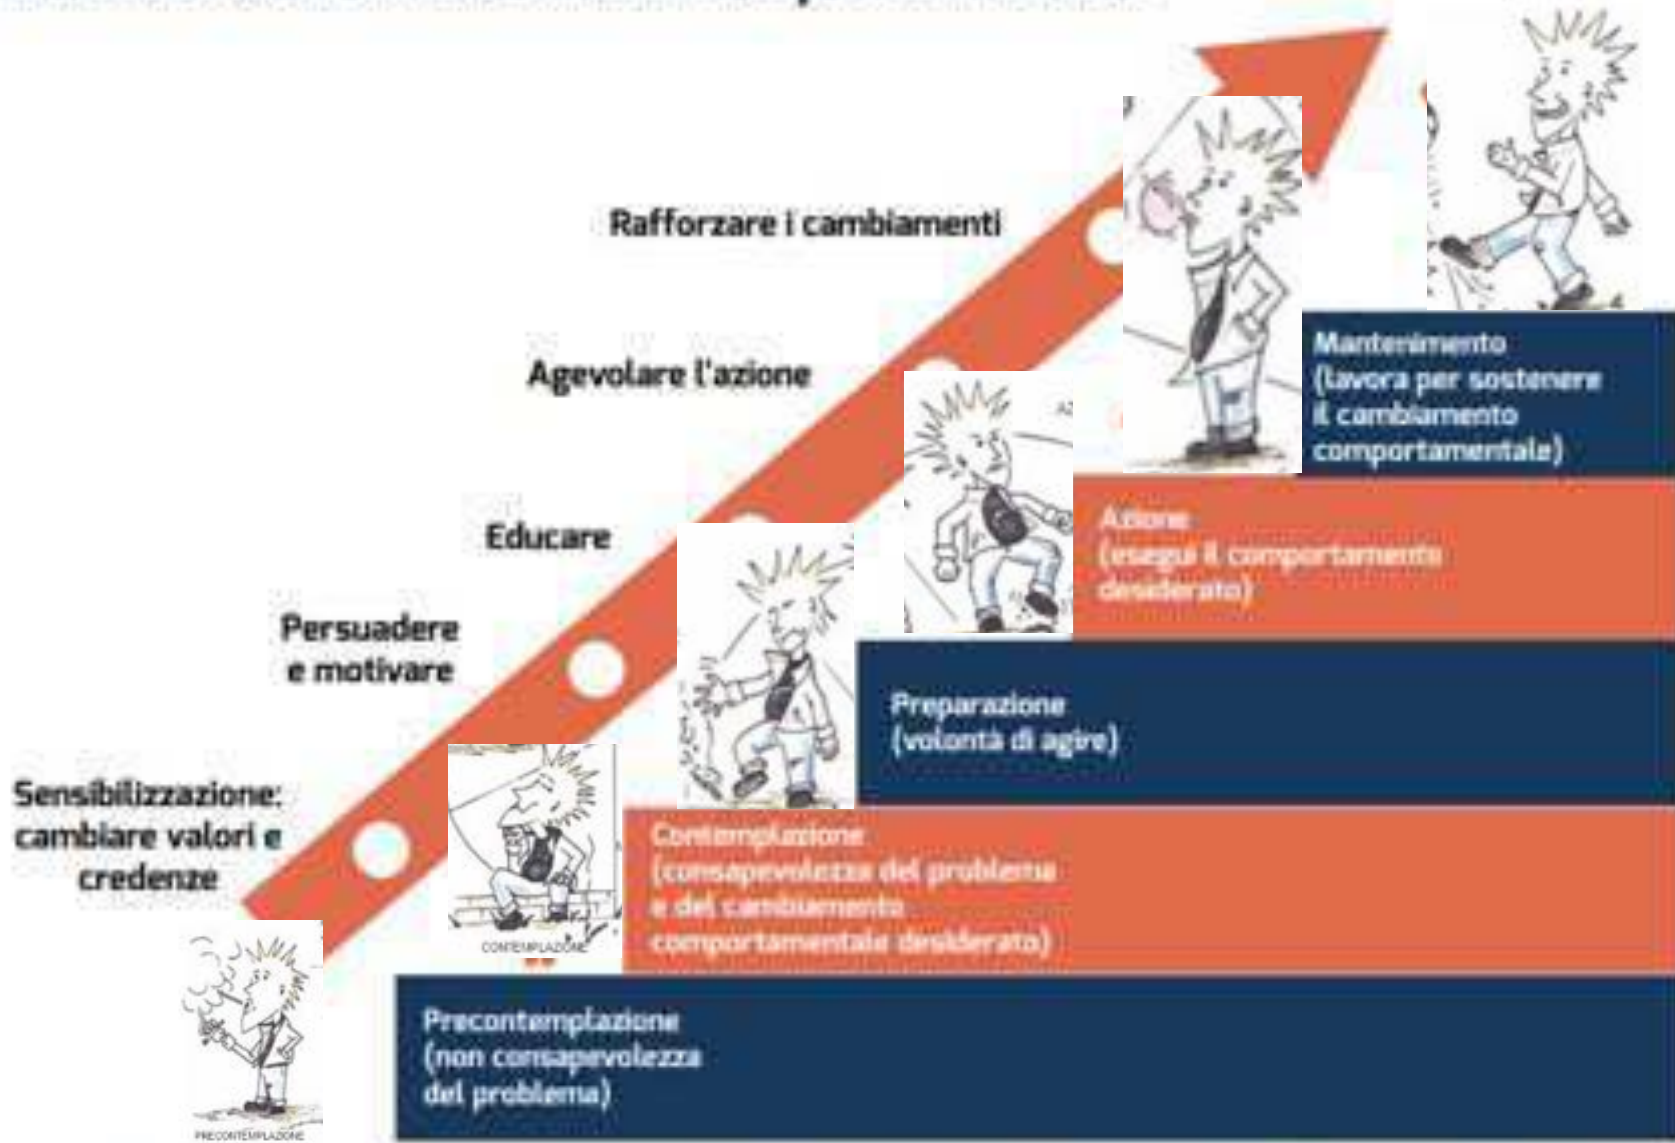 Rafforzare i cambiamenti
Agevolare l'azione
Educare
Persuadere
e motivare
Sensibilizzazione:
cambiare valori e
credenze
Mantenimento
(lavora per sostenere
il cambiamento
comportamentale)
Azione
(esegui il comportamento
desiderato)
Preparazione
(volontà di agire)
Contemplazione
(consapevolezza del problema
e del cambiamento
comportamentale desiderato)
Precontemplazione
(non consapevolezza
del problema)
CONTEMPLAZIONE
PRECONTEMPLAZIONE